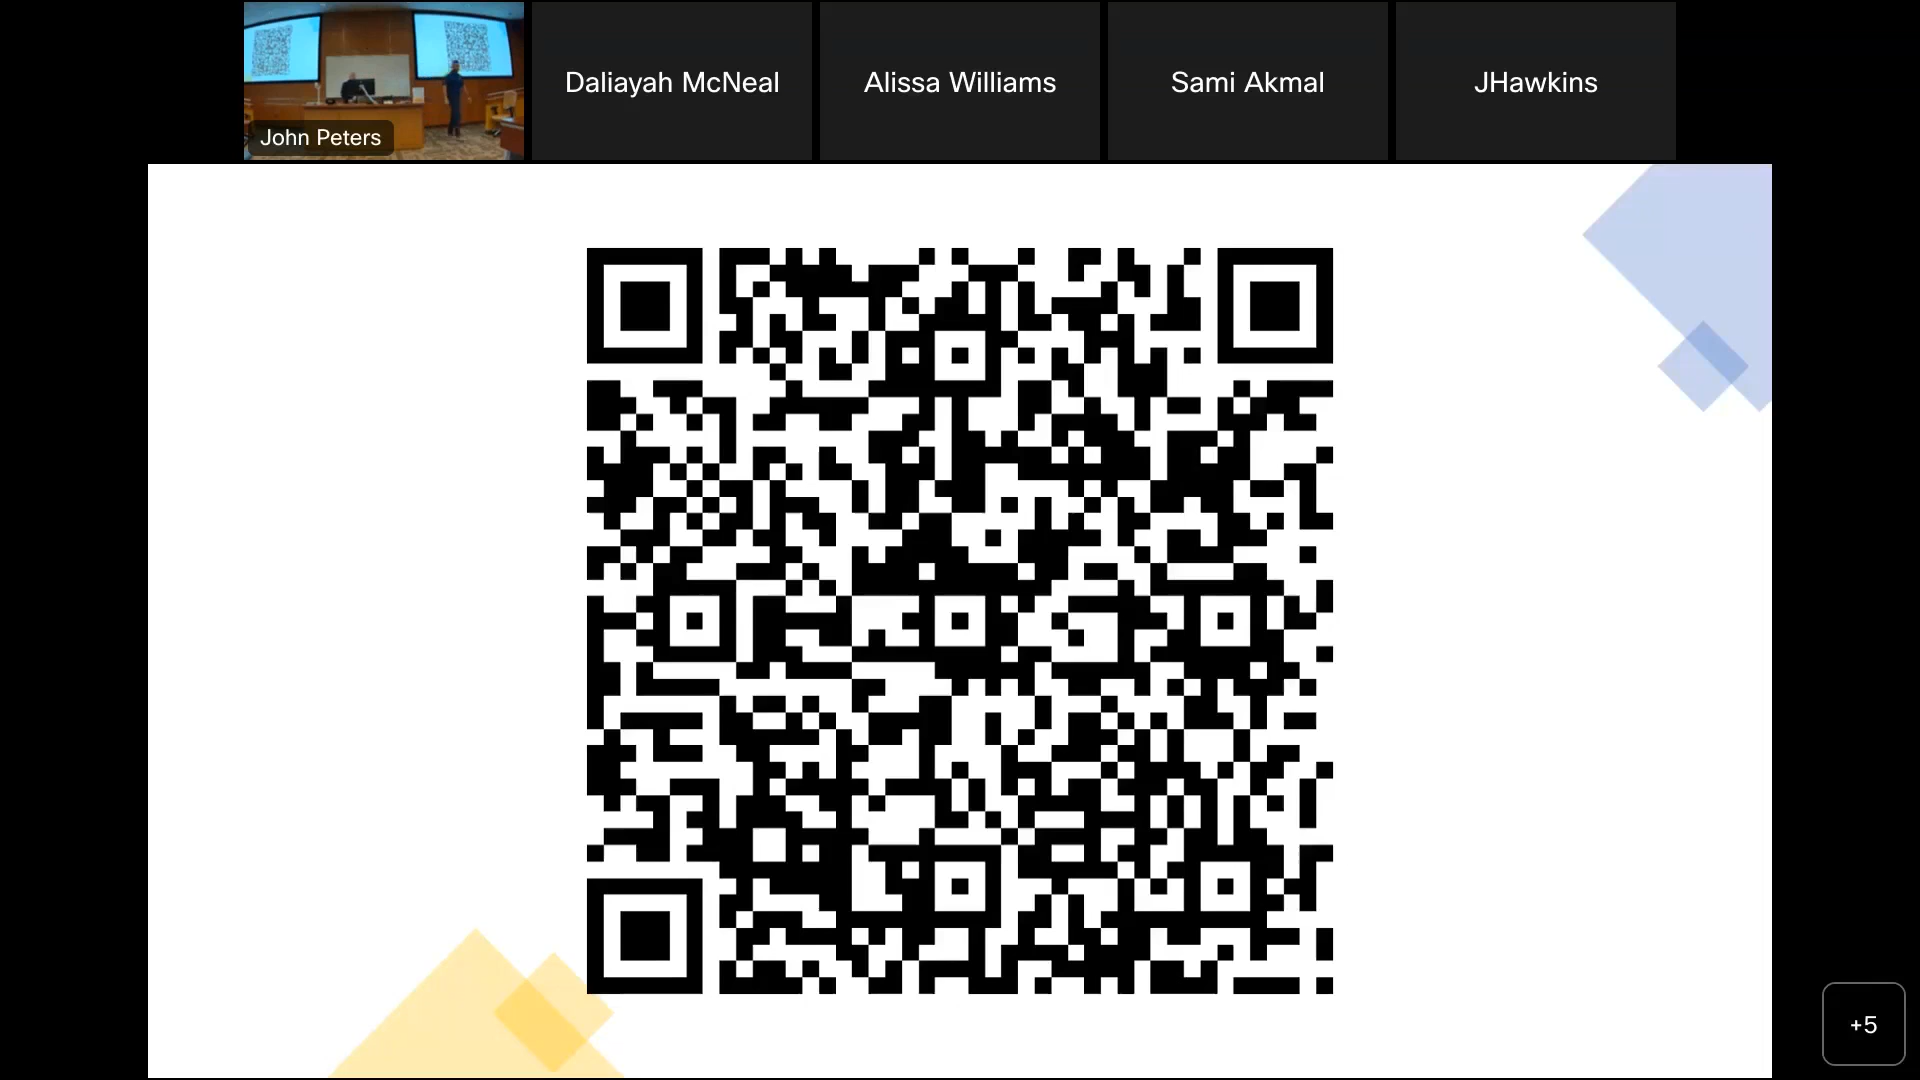 John Peters
Daliayah McNeal
Alissa Williams
Sami Akmal
JHawkins
+5